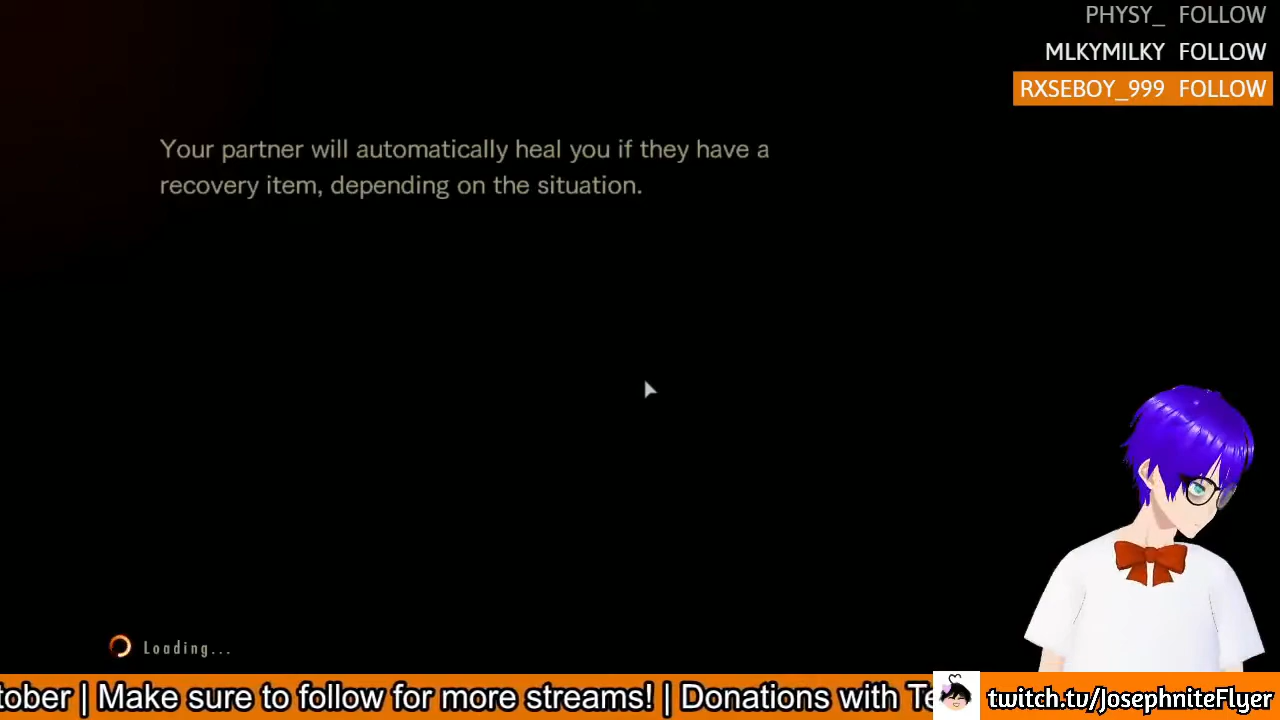 PHYSY_ FOLLOW
MLKYMILKY FOLLOW
RXSEBOY_999 FOLLOW
Your partner will automatically heal you if they have a
recovery item, depending on the situation.
Loading...
tober | Make sure to follow for more streams! | Donations with Te
twitch.tv/JosephniteFlyer